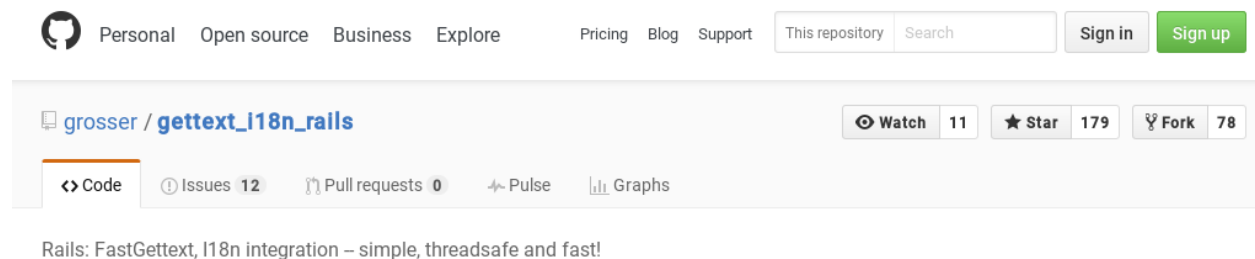 Personal Open source Business Explore Pricing Blog Support This repository Search Sign in Sign up
grosser / gettext_i18n_rails Watch 11 Star 179 Fork 78
Code Issues 12 Pull requests 0 Pulse Graphs
Rails: FastGettext, I18n integration -- simple, threadsafe and fast!